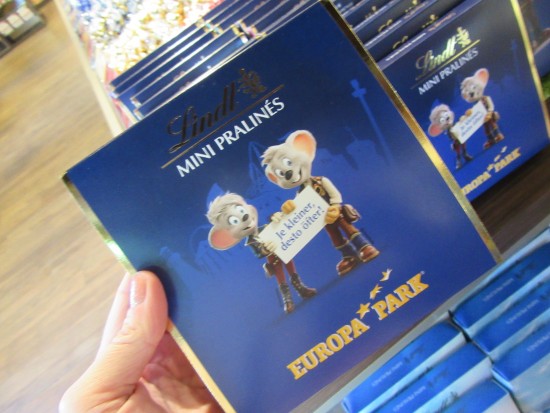 Lindt
MINI PRALINÉS
Je kleiner,
desto öfter!
EUROPA PARK
Lindt
MINI PRALINÉS
EUROPA PARK